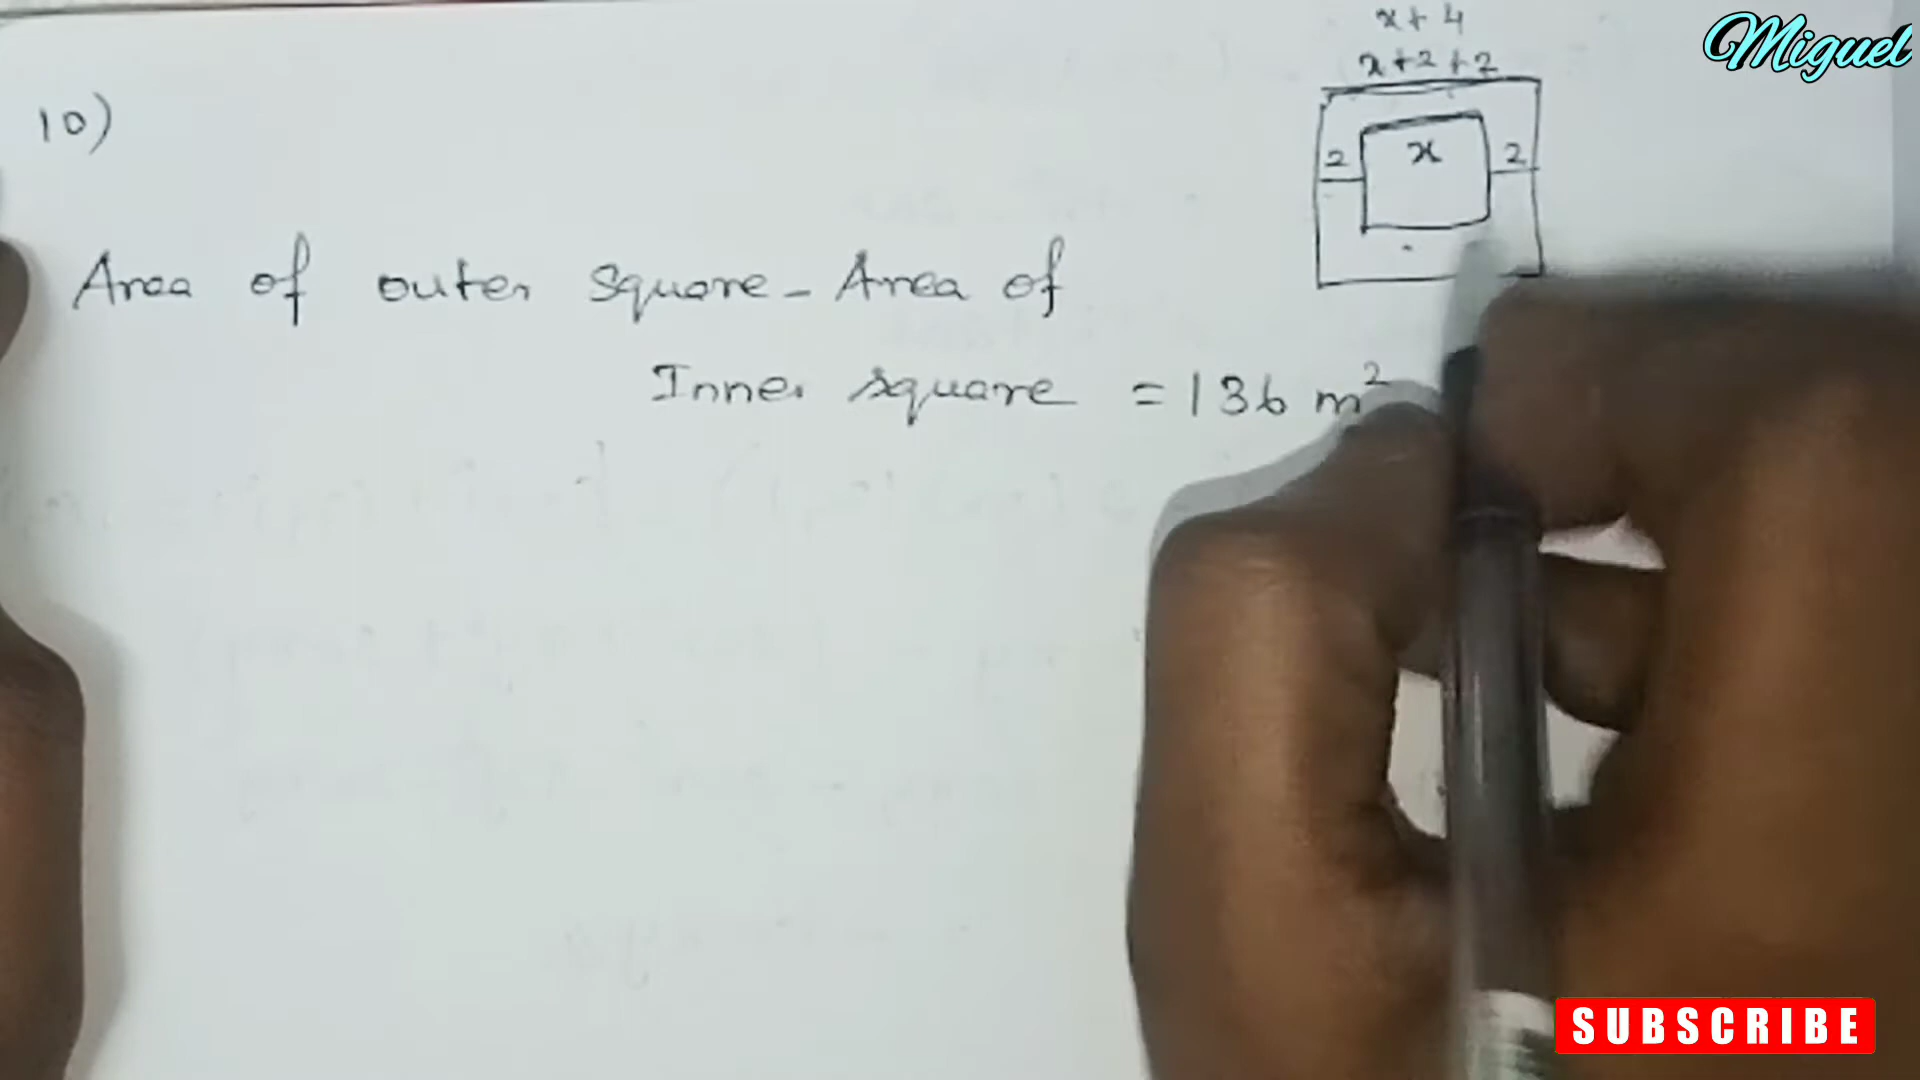 x + 4
Miguel
x + 2 + 2
10)
2 x 2
Area of outer square - Area of
Inner square = 136 m²
SUBSCRIBE